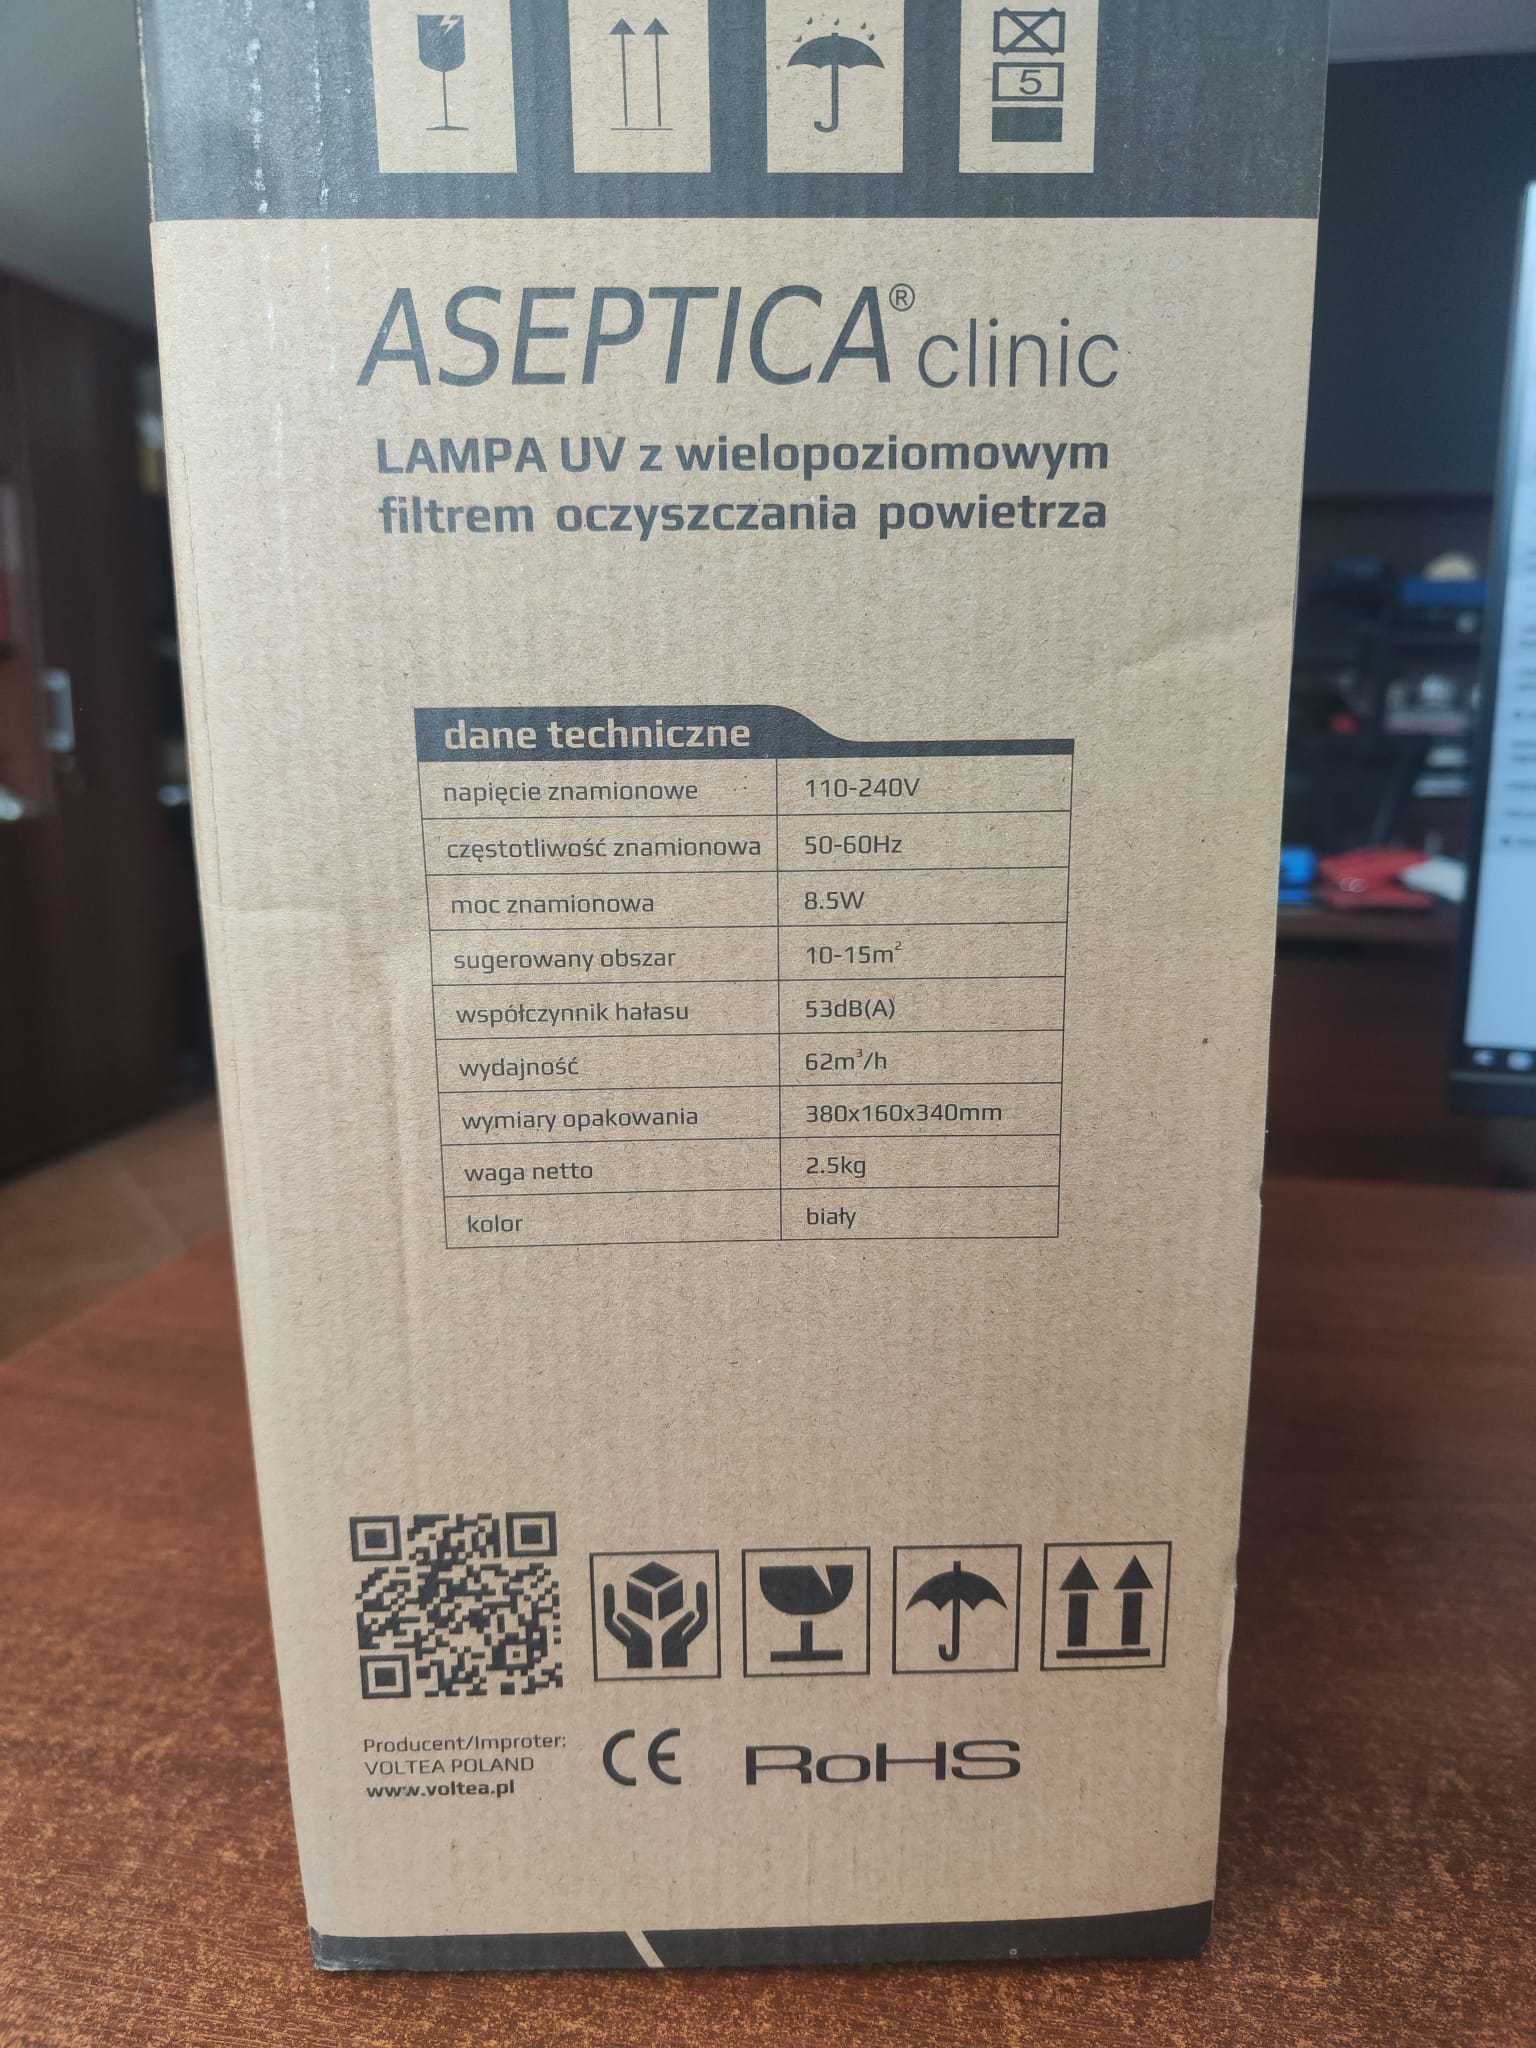 5
ASEPTICA® clinic
LAMPA UV z wielopoziomowym
filtrem oczyszczania powietrza
dane techniczne
napięcie znamionowe 110-240V
częstotliwość znamionowa 50-60Hz
moc znamionowa 8.5W
sugerowany obszar 10-15m²
współczynnik hałasu 53dB(A)
wydajność 62m³/h
wymiary opakowania 380x160x340mm
waga netto 2.5kg
kolor biały
Producent/Improter:
VOLTEA POLAND
www.voltea.pl
CE RoHS